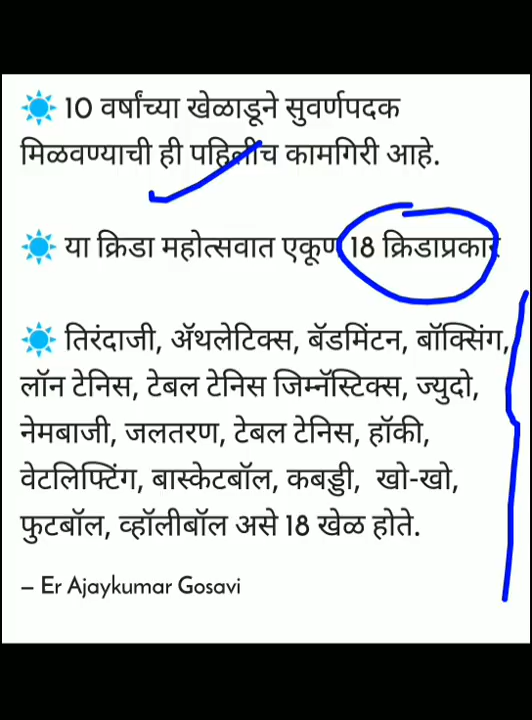 10 वर्षांच्या खेळाडूने सुवर्णपदक
मिळवण्याची ही पहिलीच कामगिरी आहे.
या क्रिडा महोत्सवात एकूण 18 क्रिडाप्रकार
तिरंदाजी, ॲथलेटिक्स, बॅडमिंटन, बॉक्सिंग,
लॉन टेनिस, टेबल टेनिस जिम्नॅस्टिक्स, ज्युदो,
नेमबाजी, जलतरण, टेबल टेनिस, हॉकी,
वेटलिफ्टिंग, बास्केटबॉल, कबड्डी, खो-खो,
फुटबॉल, व्हॉलीबॉल असे 18 खेळ होते.
– Er Ajaykumar Gosavi